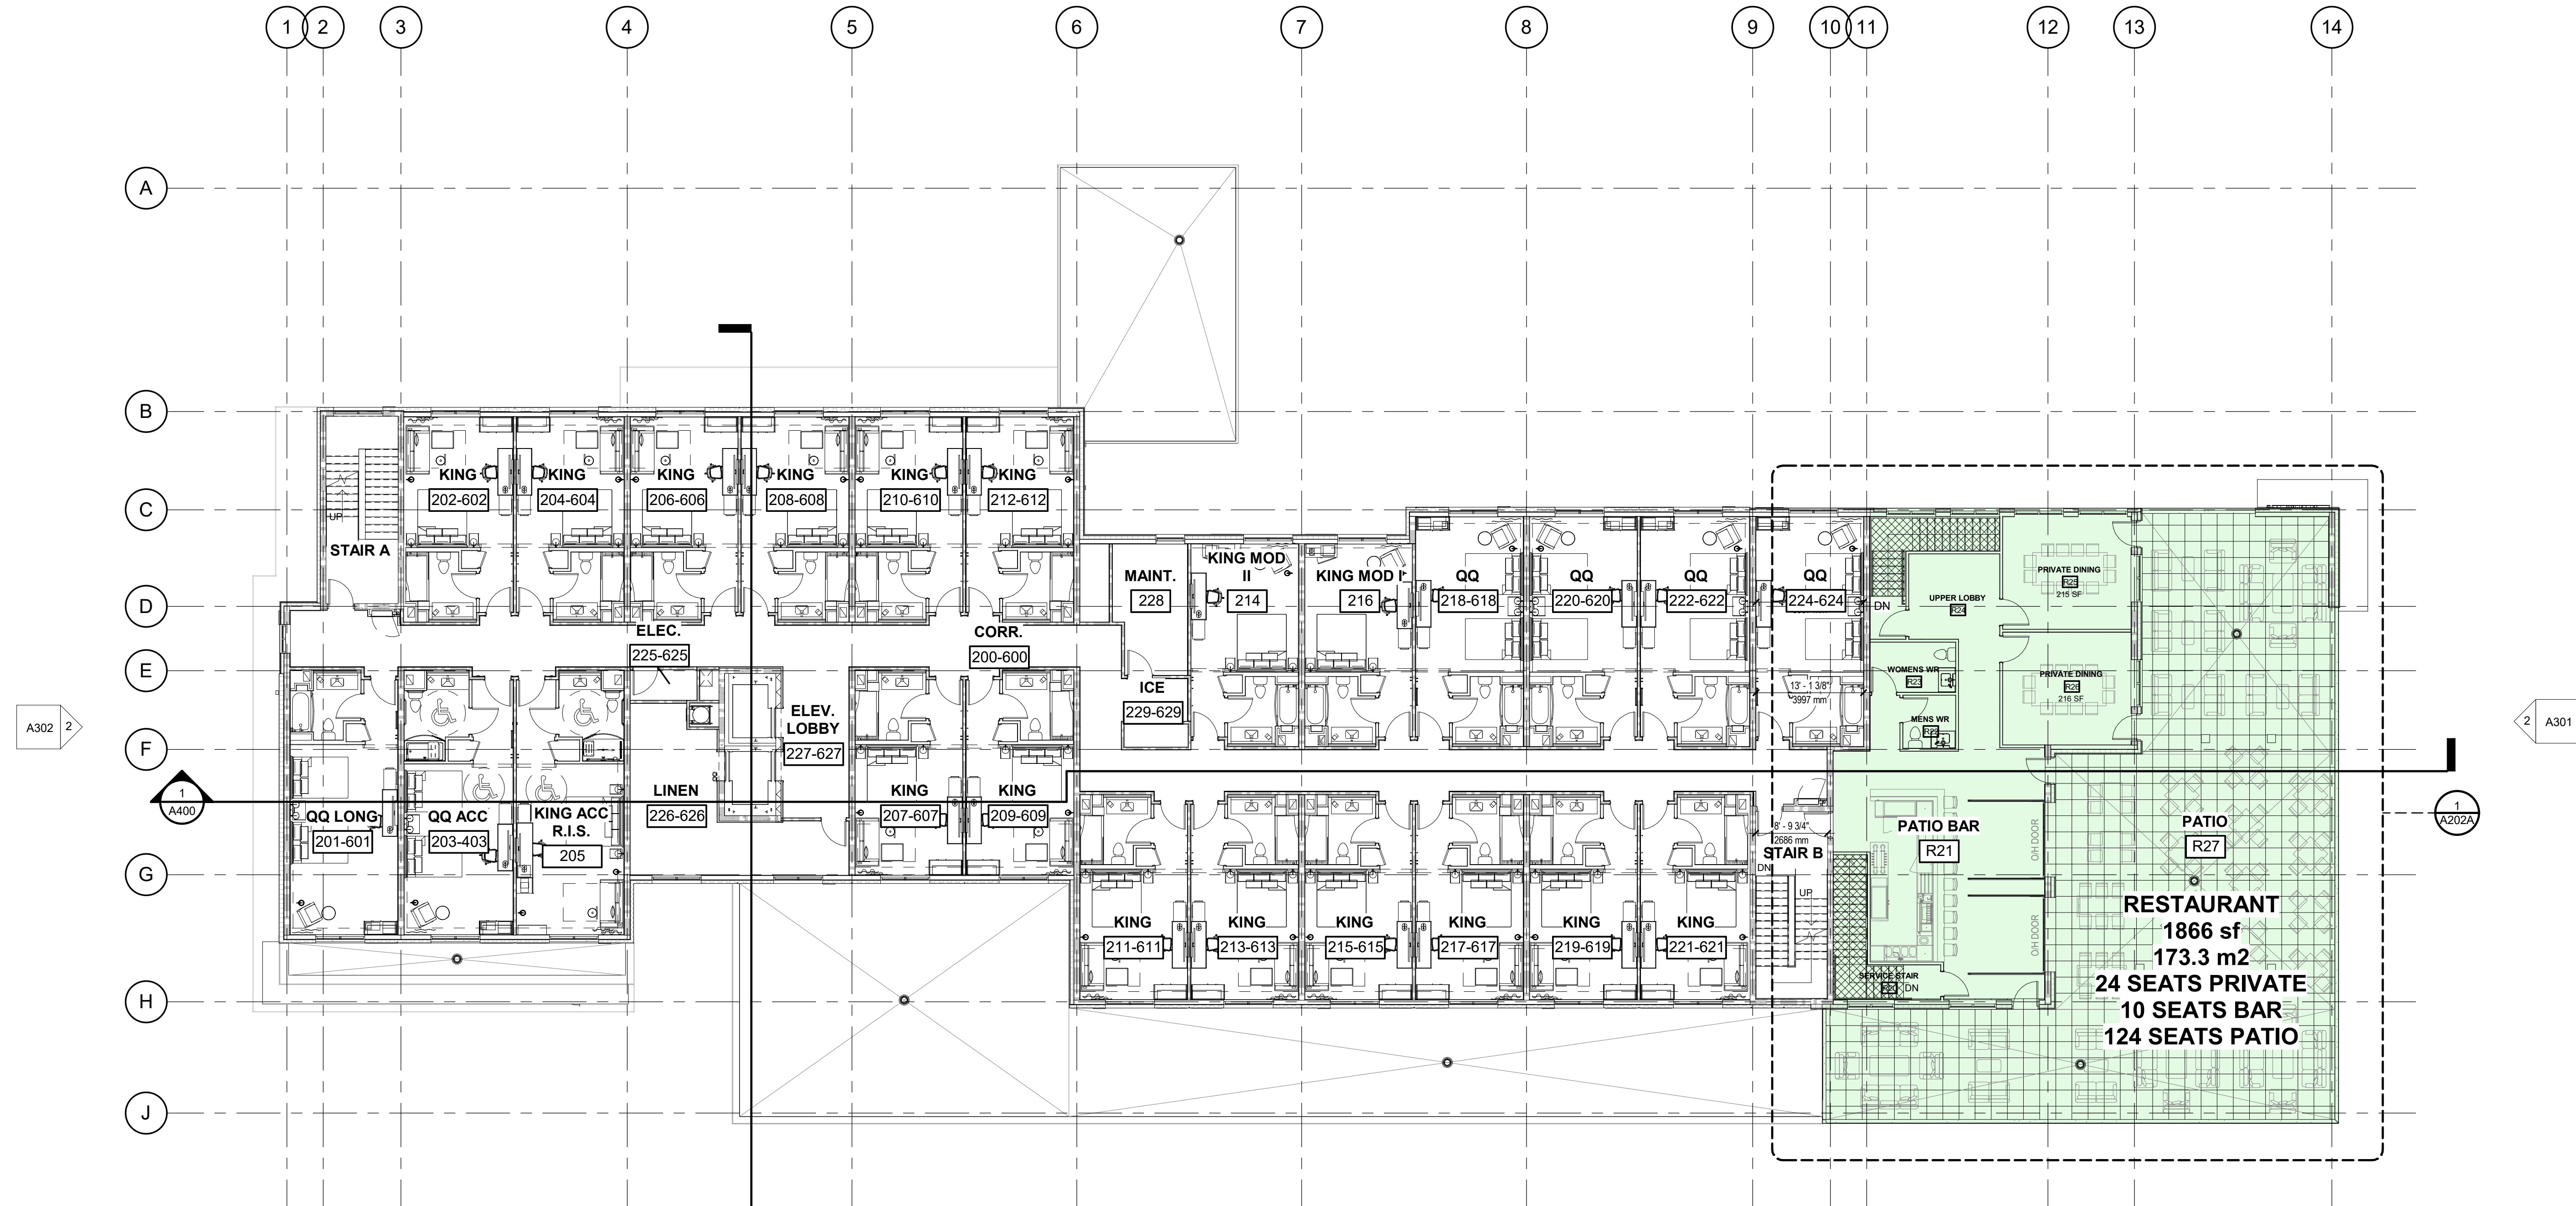 1
2
3
4
5
6
7
8
9
10
11
12
13
14
A
B
C
D
E
F
G
H
J
KING
202-602
KING
204-604
KING
206-606
KING
208-608
KING
210-610
KING
212-612
UP
STAIR A
ELEC.
225-625
CORR.
200-600
MAINT.
228
KING MOD
II
214
KING MOD I
216
QQ
218-618
QQ
220-620
QQ
222-622
QQ
224-624
DN
UPPER LOBBY
R24
PRIVATE DINING
R25
215 SF
WOMENS WR
R23
PRIVATE DINING
R26
216 SF
MENS WR
R22
13' - 1 3/8"
3997 mm
ICE
229-629
ELEV.
LOBBY
227-627
A302
2
2
A301
1
A400
QQ LONG
201-601
QQ ACC
203-403
KING ACC
R.I.S.
205
LINEN
226-626
KING
207-607
KING
209-609
8' - 9 3/4"
2686 mm
STAIR B
DN
UP
PATIO BAR
R21
O/H DOOR
O/H DOOR
PATIO
R27
1
A202A
KING
211-611
KING
213-613
KING
215-615
KING
217-617
KING
219-619
KING
221-621
SERVICE STAIR
DN
RESTAURANT
1866 sf
173.3 m2
24 SEATS PRIVATE
10 SEATS BAR
124 SEATS PATIO